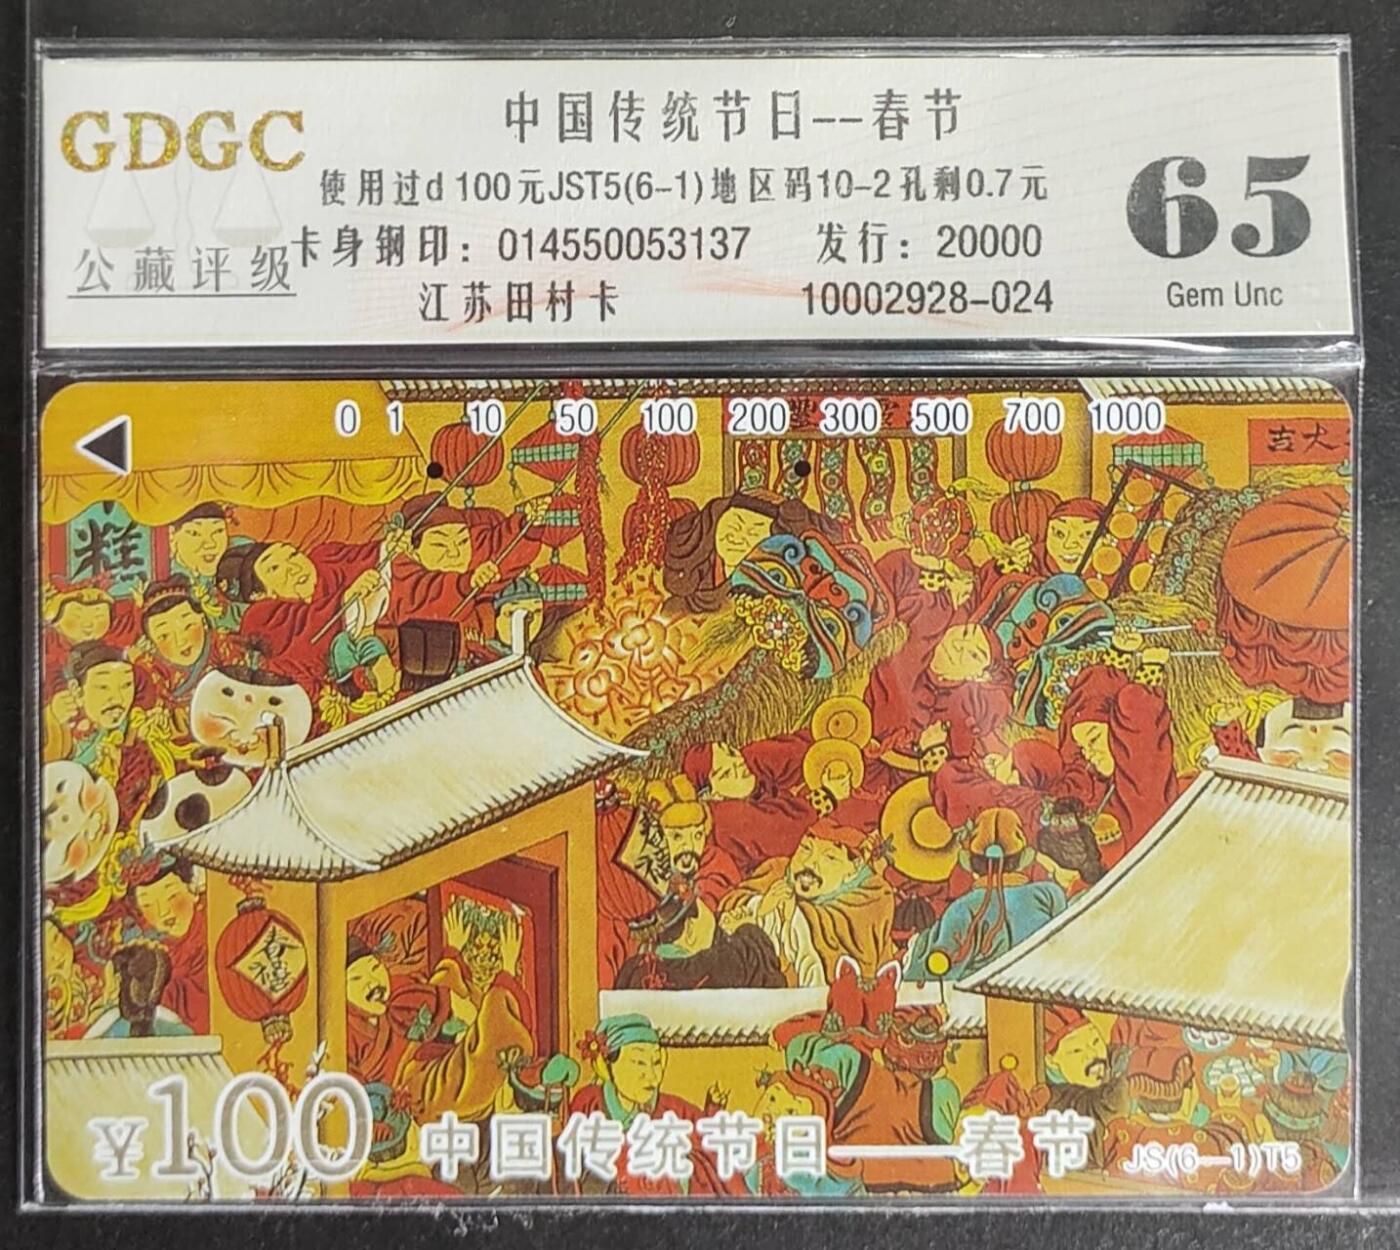 GDGC
公藏评级
中国传统节日--春节
使用过d 100元JST5(6-1)地区码10-2孔剩0.7元
卡身钢印：014550053137 发行：20000
江苏田村卡 10002928-024
65
Gem Unc
0 1 10 50 100 200 300 500 700 1000
吉大
糕
春禧
¥100 中国传统节日——春节 JS(6—1)T5